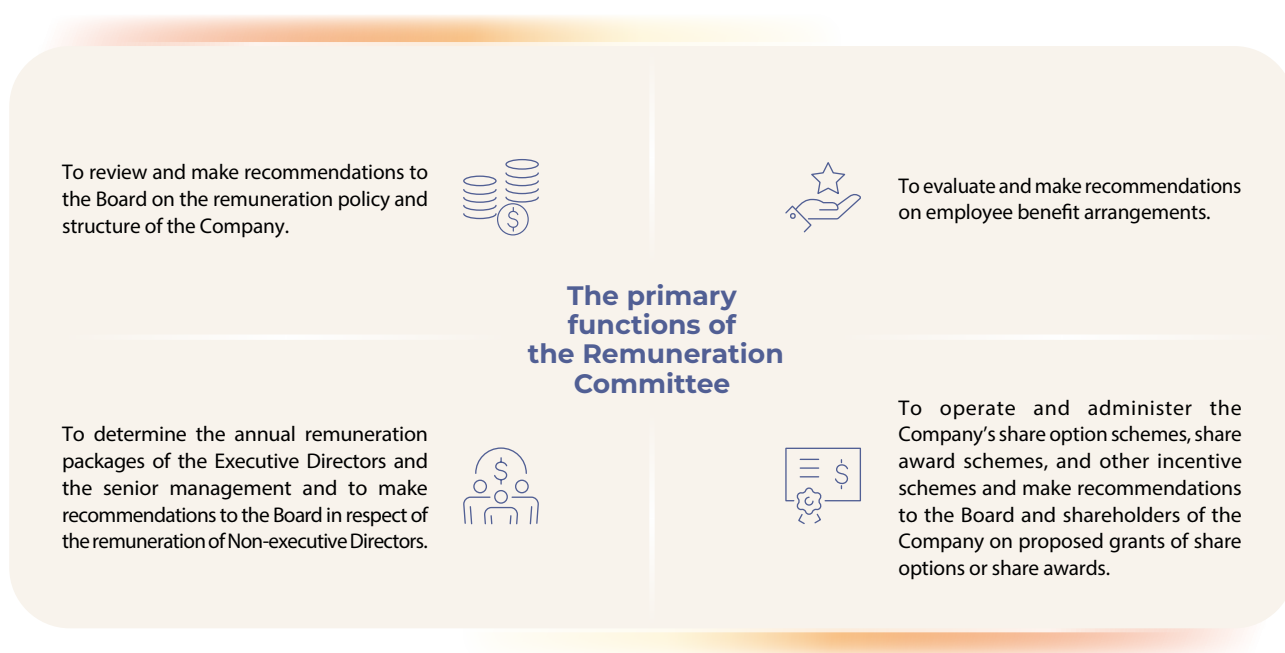 To review and make recommendations to
the Board on the remuneration policy and
structure of the Company.
To evaluate and make recommendations
on employee benefit arrangements.
The primary
functions of
the Remuneration
Committee
To determine the annual remuneration
packages of the Executive Directors and
the senior management and to make
recommendations to the Board in respect of
the remuneration of Non-executive Directors.
To operate and administer the
Company's share option schemes, share
award schemes, and other incentive
schemes and make recommendations
to the Board and shareholders of the
Company on proposed grants of share
options or share awards.